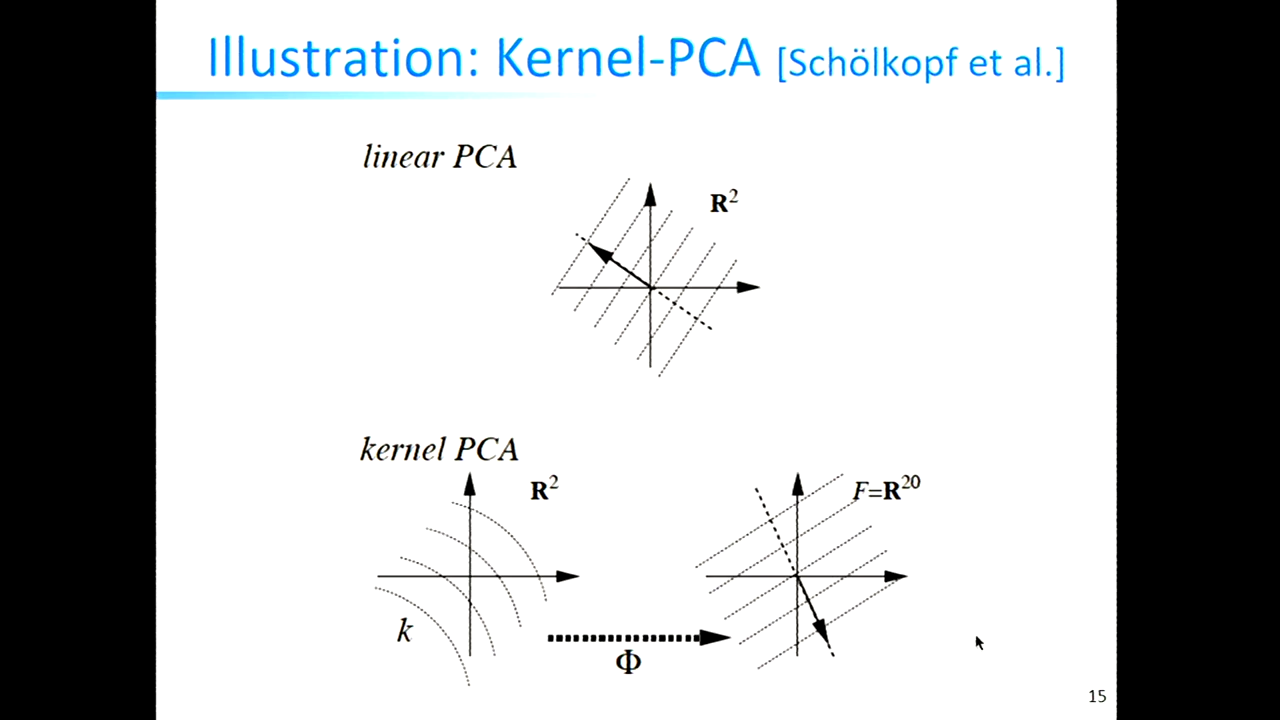 Illustration: Kernel-PCA [Schölkopf et al.]
linear PCA
R²
kernel PCA
R²
F=R²⁰
k
Φ
15